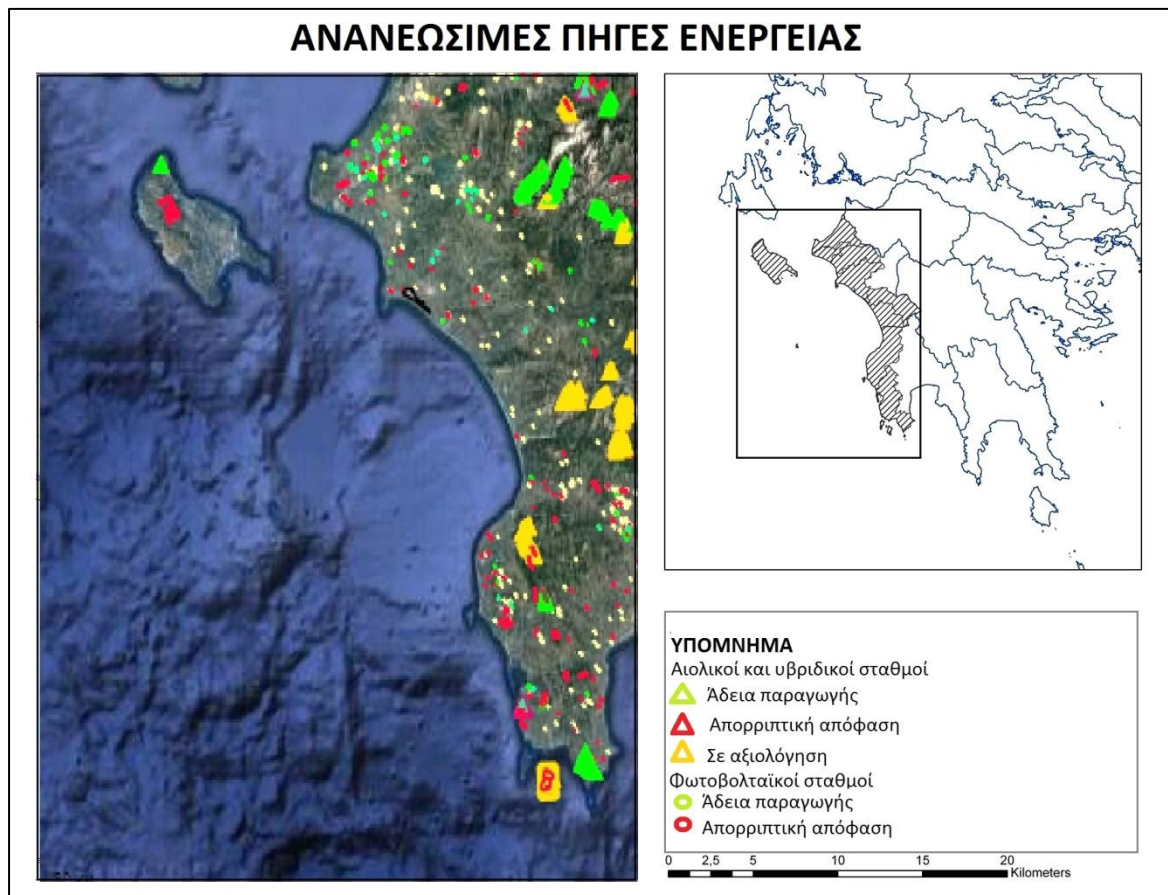 ΑΝΑΝΕΩΣΙΜΕΣ ΠΗΓΕΣ ΕΝΕΡΓΕΙΑΣ
ΥΠΟΜΝΗΜΑ
Αιολικοί και υβριδικοί σταθμοί
Άδεια παραγωγής
Απορριπτική απόφαση
Σε αξιολόγηση
Φωτοβολταϊκοί σταθμοί
Άδεια παραγωγής
Απορριπτική απόφαση
0 2,5 5 10 15 20
Kilometers